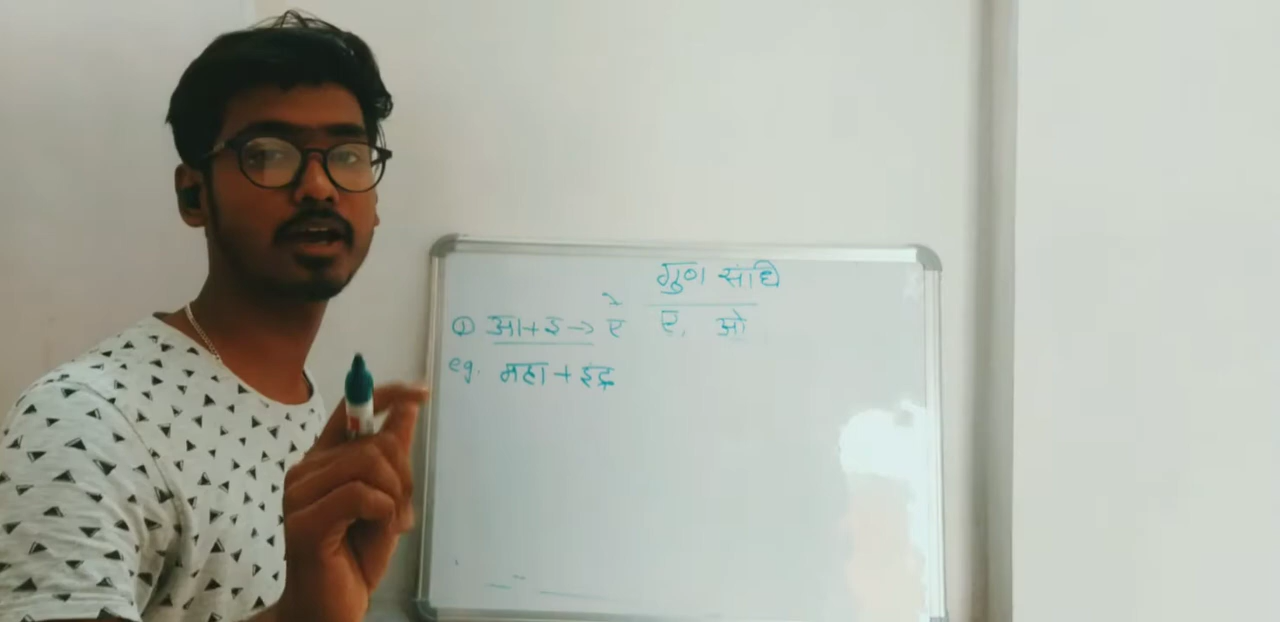 गुण संधि
① आ+इ→ ए ए, ओ
eg. महा + इंद्र